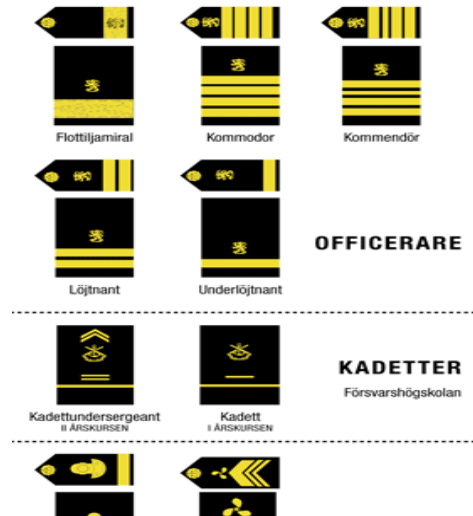 Flottiljamiral
Kommodor
Kommendör
Löjtnant
Underlöjtnant
OFFICERARE
Kadettundersergeant
II ÅRSKURSEN
Kadett
I ÅRSKURSEN
KADETTER
Försvarshögskolan